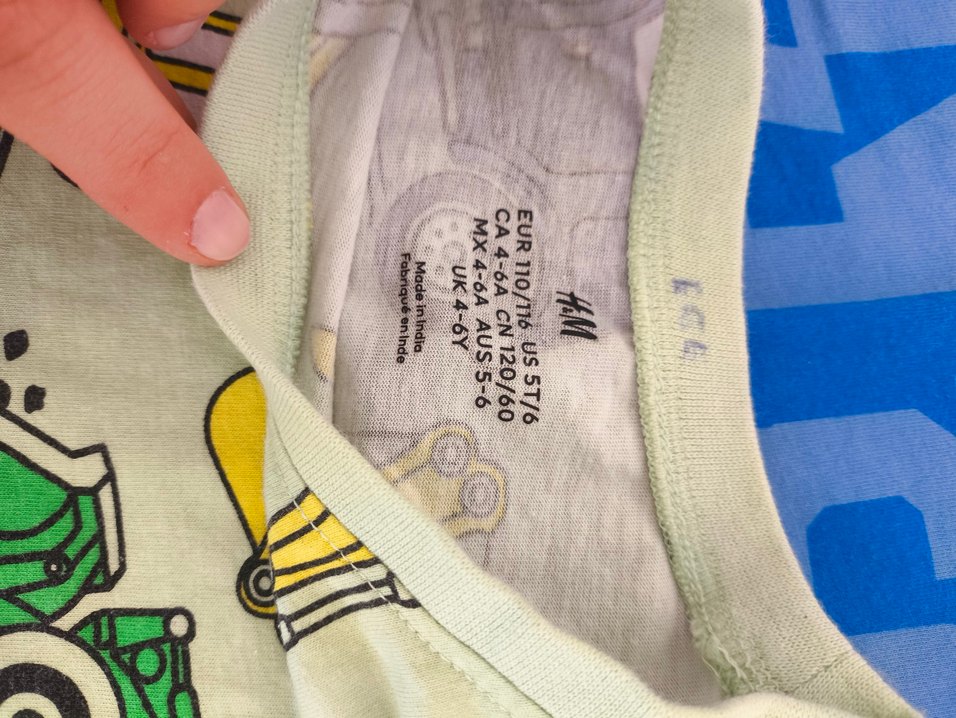 H&M
EUR 110/116 US 5T/6
CA 4-6A CN 120/60
MX 4-6A AUS 5-6
UK 4-6Y
Made in India
Fabriqué en Inde